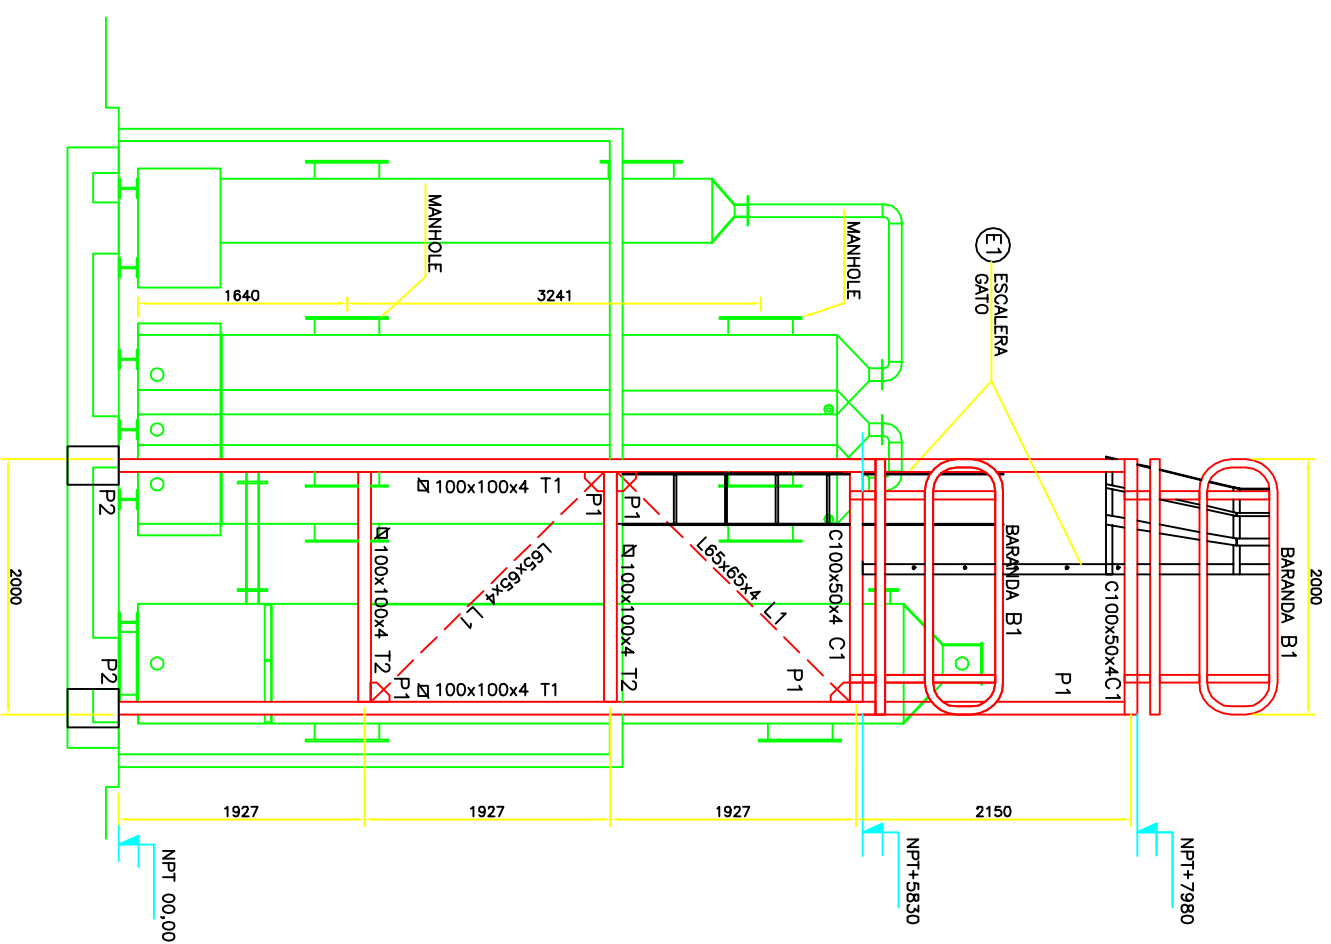 E1
ESCALERA
GATO
MANHOLE
MANHOLE
1640
3241
2000
2000
BARANDA B1
BARANDA B1
100x100x4 T1
100x100x4 T1
100x100x4 T2
100x100x4 T2
L65x65x4 L1
L65x65x4 L1
C100x50x4 C1
C100x50x4C1
P1
P1
P1
P1
P1
P2
P2
1927
1927
1927
2150
NPT 00,00
NPT+5830
NPT+7980